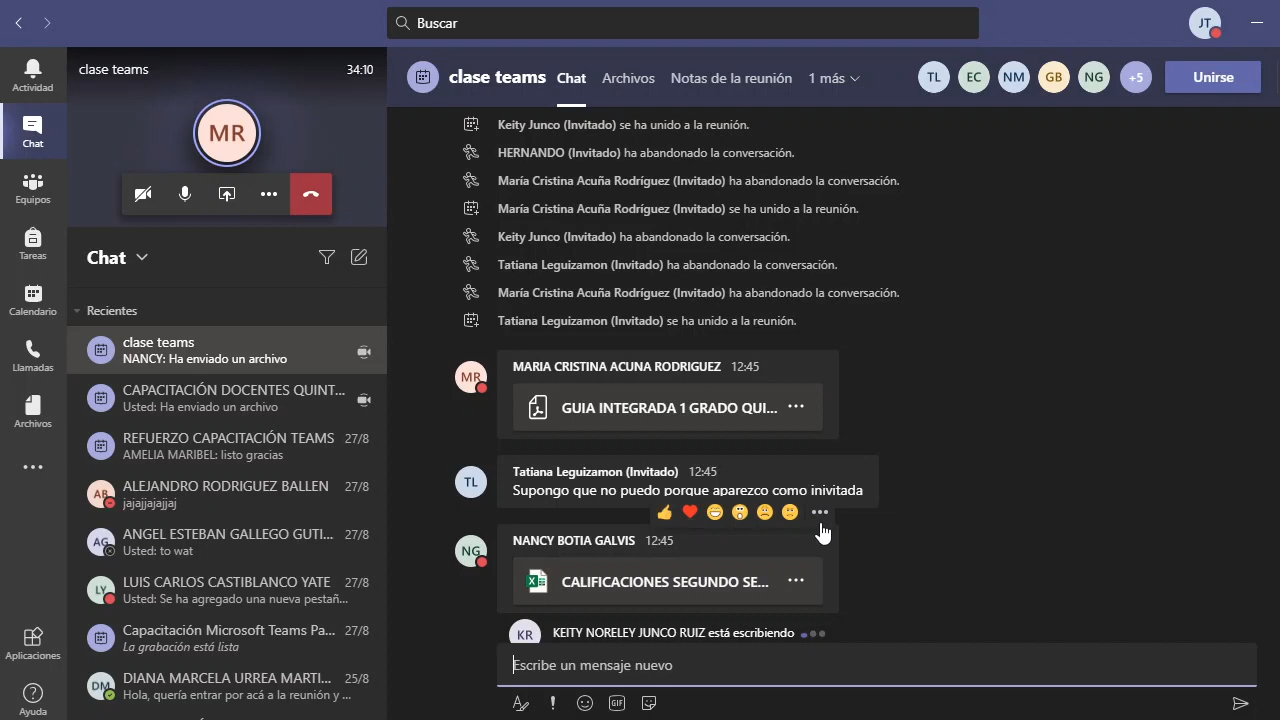 Buscar
JT
Actividad
Chat
Equipos
Tareas
Calendario
Llamadas
Archivos
Aplicaciones
Ayuda
clase teams 34:10
MR
Chat
Recientes
clase teams
NANCY: Ha enviado un archivo
CAPACITACIÓN DOCENTES QUINT...
Usted: Ha enviado un archivo
REFUERZO CAPACITACIÓN TEAMS 27/8
AMELIA MARIBEL: listo gracias
AB ALEJANDRO RODRIGUEZ BALLEN 27/8
jajajjajajjaj
AG ANGEL ESTEBAN GALLEGO GUTI... 27/8
Usted: to wat
LY LUIS CARLOS CASTIBLANCO YATE 27/8
Usted: Se ha agregado una nueva pestañ...
Capacitación Microsoft Teams Pa... 27/8
La grabación está lista
DM DIANA MARCELA URREA MARTI... 25/8
Hola, quería entrar por acá a la reunión y ...
clase teams Chat Archivos Notas de la reunión 1 más
TL EC NM GB NG +5 Unirse
Keity Junco (Invitado) se ha unido a la reunión.
HERNANDO (Invitado) ha abandonado la conversación.
María Cristina Acuña Rodríguez (Invitado) ha abandonado la conversación.
María Cristina Acuña Rodríguez (Invitado) se ha unido a la reunión.
Keity Junco (Invitado) ha abandonado la conversación.
Tatiana Leguizamon (Invitado) ha abandonado la conversación.
María Cristina Acuña Rodríguez (Invitado) ha abandonado la conversación.
Tatiana Leguizamon (Invitado) se ha unido a la reunión.
MR MARIA CRISTINA ACUNA RODRIGUEZ 12:45
GUIA INTEGRADA 1 GRADO QUI... ...
TL Tatiana Leguizamon (Invitado) 12:45
Supongo que no puedo porque aparezco como inivitada
NG NANCY BOTIA GALVIS 12:45
CALIFICACIONES SEGUNDO SE... ...
KR KEITY NORELEY JUNCO RUIZ está escribiendo
Escribe un mensaje nuevo
GIF